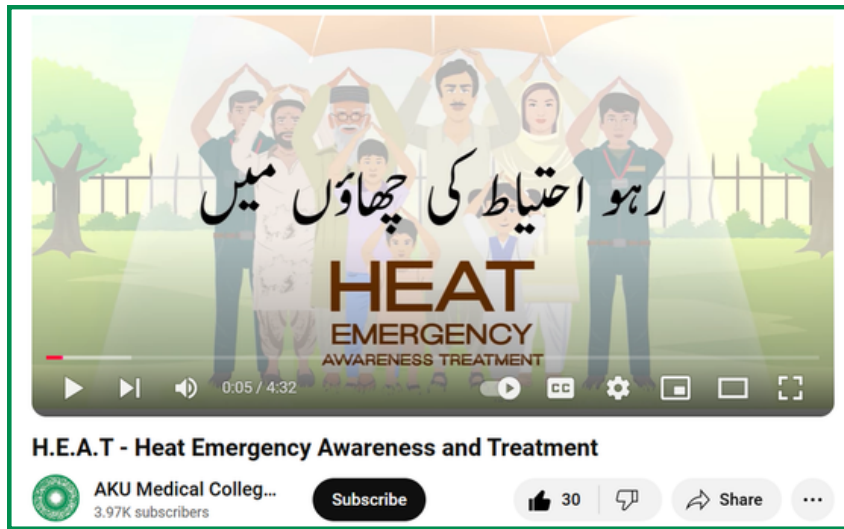 رہو احتیاط کی چھاؤں میں
HEAT
EMERGENCY
AWARENESS TREATMENT
0:05 / 4:32
CC
H.E.A.T - Heat Emergency Awareness and Treatment
AKU Medical Colleg...
3.97K subscribers
Subscribe
30
Share